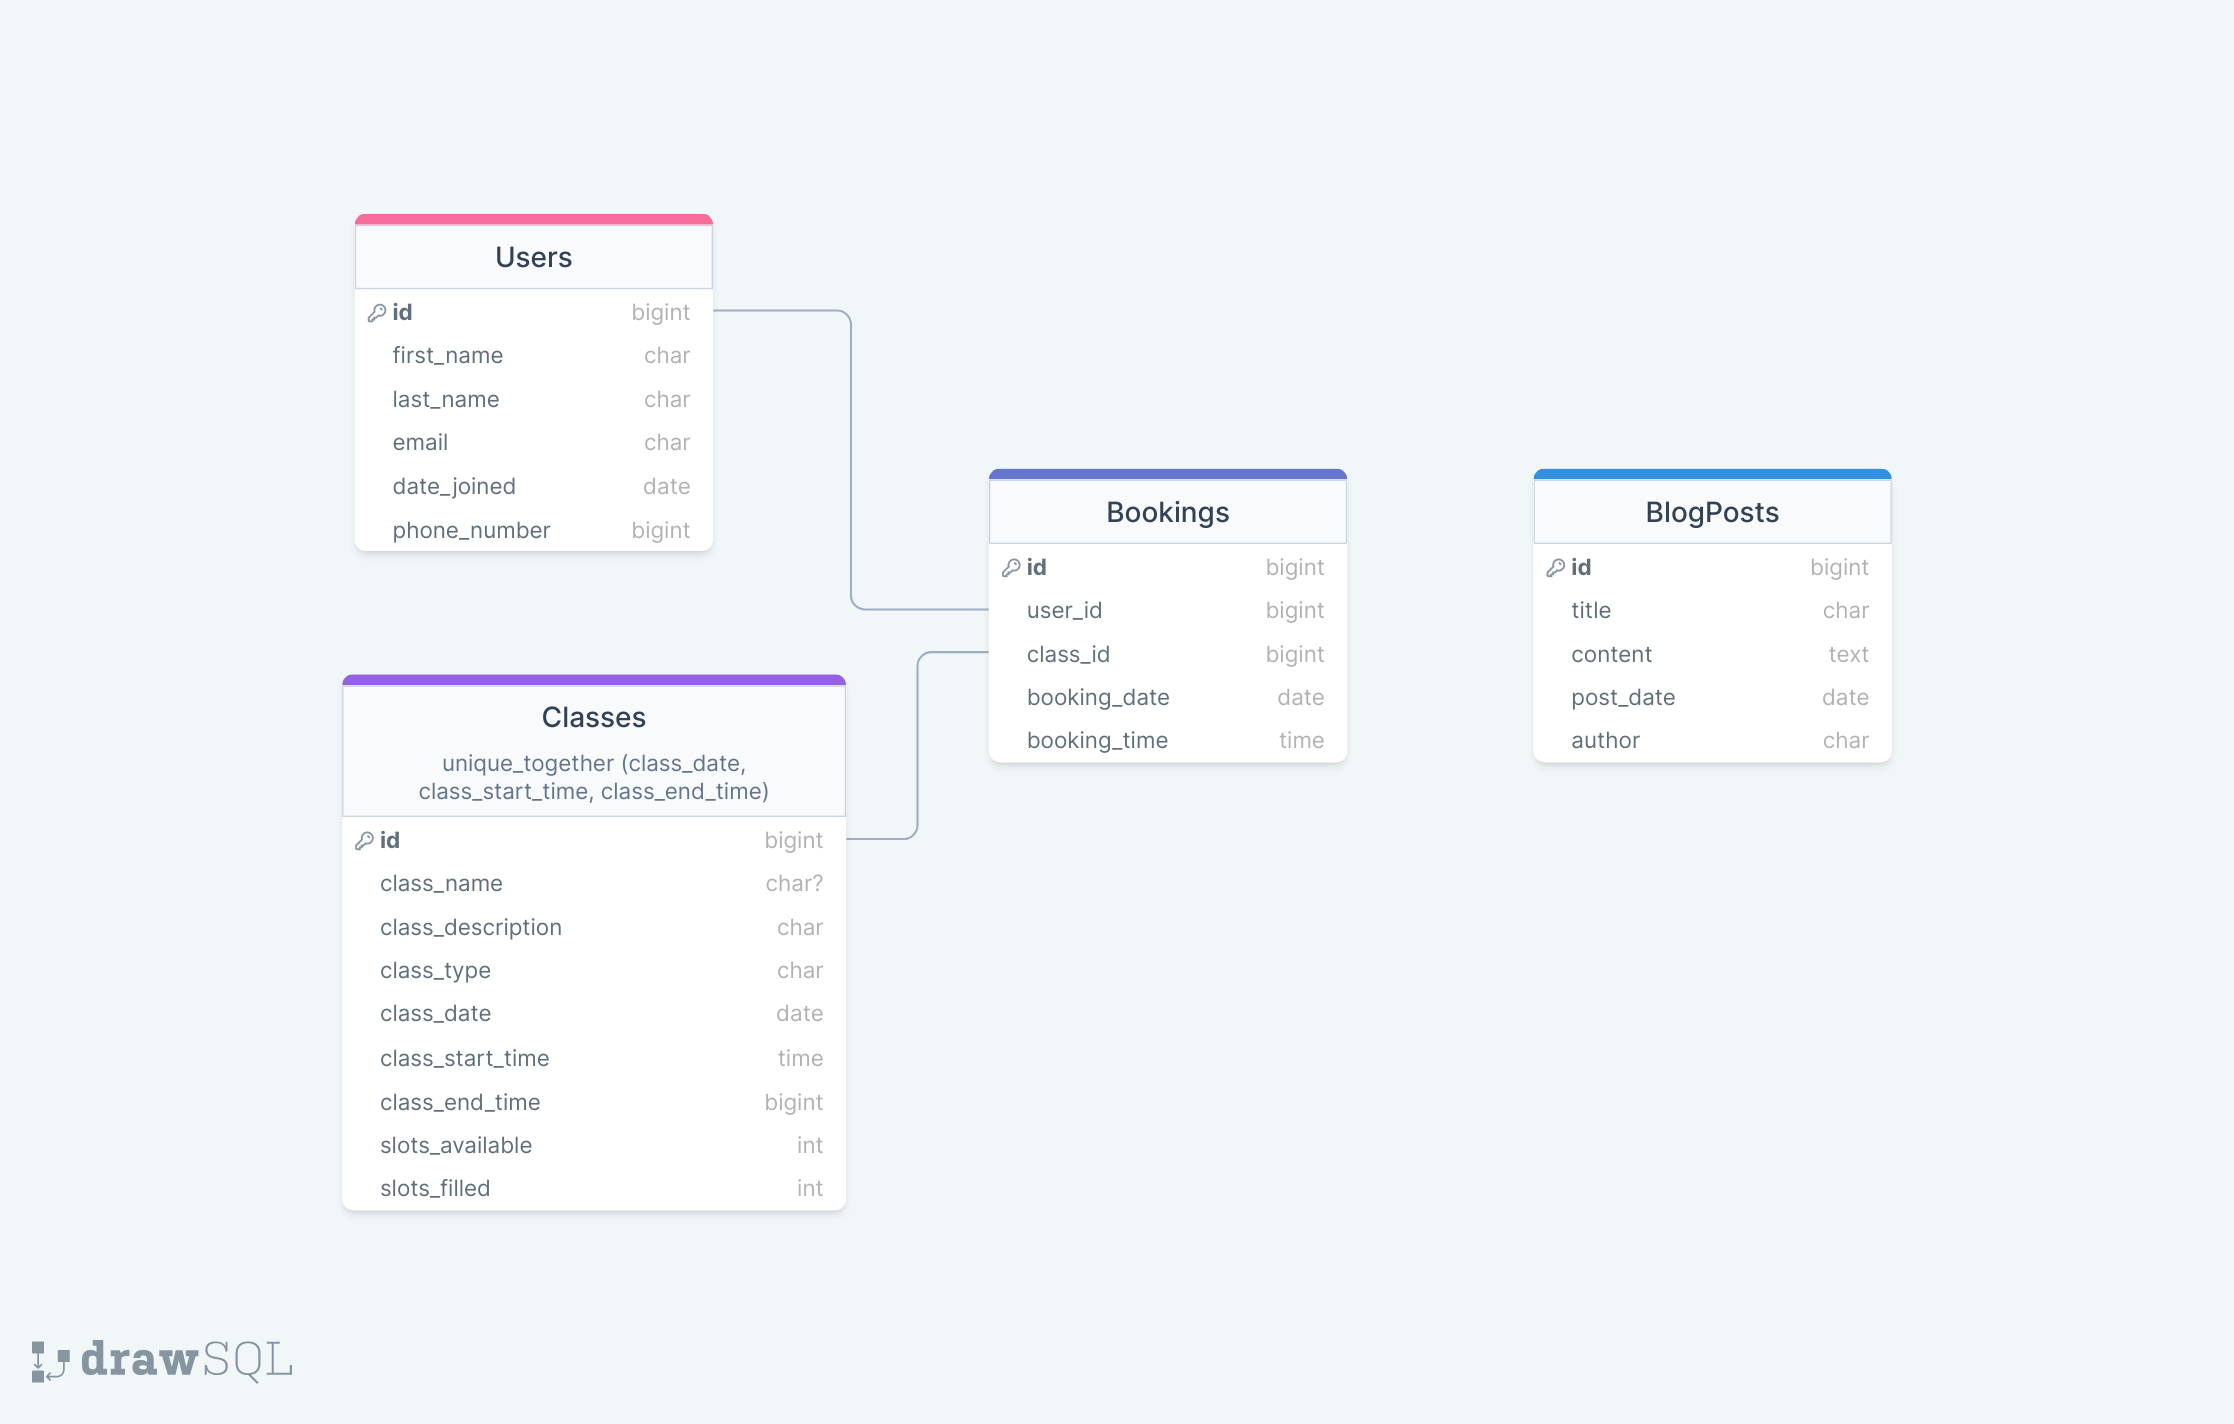 Users
id bigint
first_name char
last_name char
email char
date_joined date
phone_number bigint
Classes
unique_together (class_date,
class_start_time, class_end_time)
id bigint
class_name char?
class_description char
class_type char
class_date date
class_start_time time
class_end_time bigint
slots_available int
slots_filled int
Bookings
id bigint
user_id bigint
class_id bigint
booking_date date
booking_time time
BlogPosts
id bigint
title char
content text
post_date date
author char
drawSQL